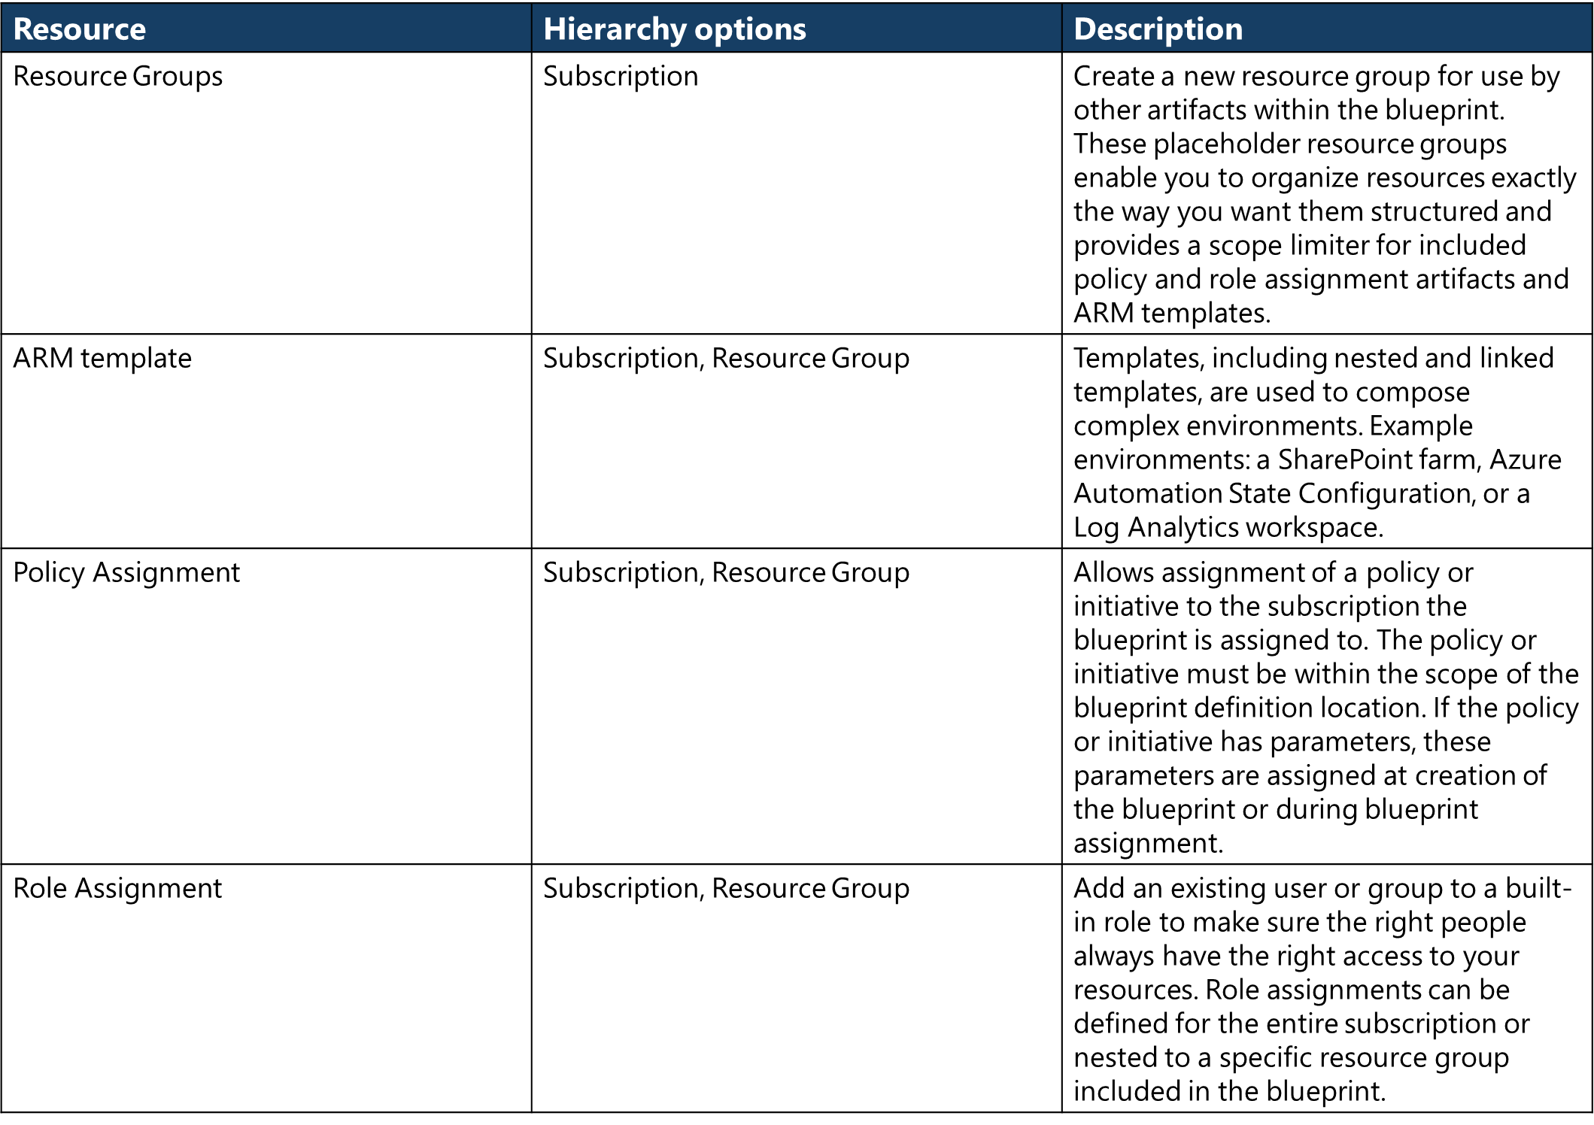 Resource Hierarchy options Description
Resource Groups Subscription Create a new resource group for use by
other artifacts within the blueprint.
These placeholder resource groups
enable you to organize resources exactly
the way you want them structured and
provides a scope limiter for included
policy and role assignment artifacts and
ARM templates.
ARM template Subscription, Resource Group Templates, including nested and linked
templates, are used to compose
complex environments. Example
environments: a SharePoint farm, Azure
Automation State Configuration, or a
Log Analytics workspace.
Policy Assignment Subscription, Resource Group Allows assignment of a policy or
initiative to the subscription the
blueprint is assigned to. The policy or
initiative must be within the scope of the
blueprint definition location. If the policy
or initiative has parameters, these
parameters are assigned at creation of
the blueprint or during blueprint
assignment.
Role Assignment Subscription, Resource Group Add an existing user or group to a built-
in role to make sure the right people
always have the right access to your
resources. Role assignments can be
defined for the entire subscription or
nested to a specific resource group
included in the blueprint.